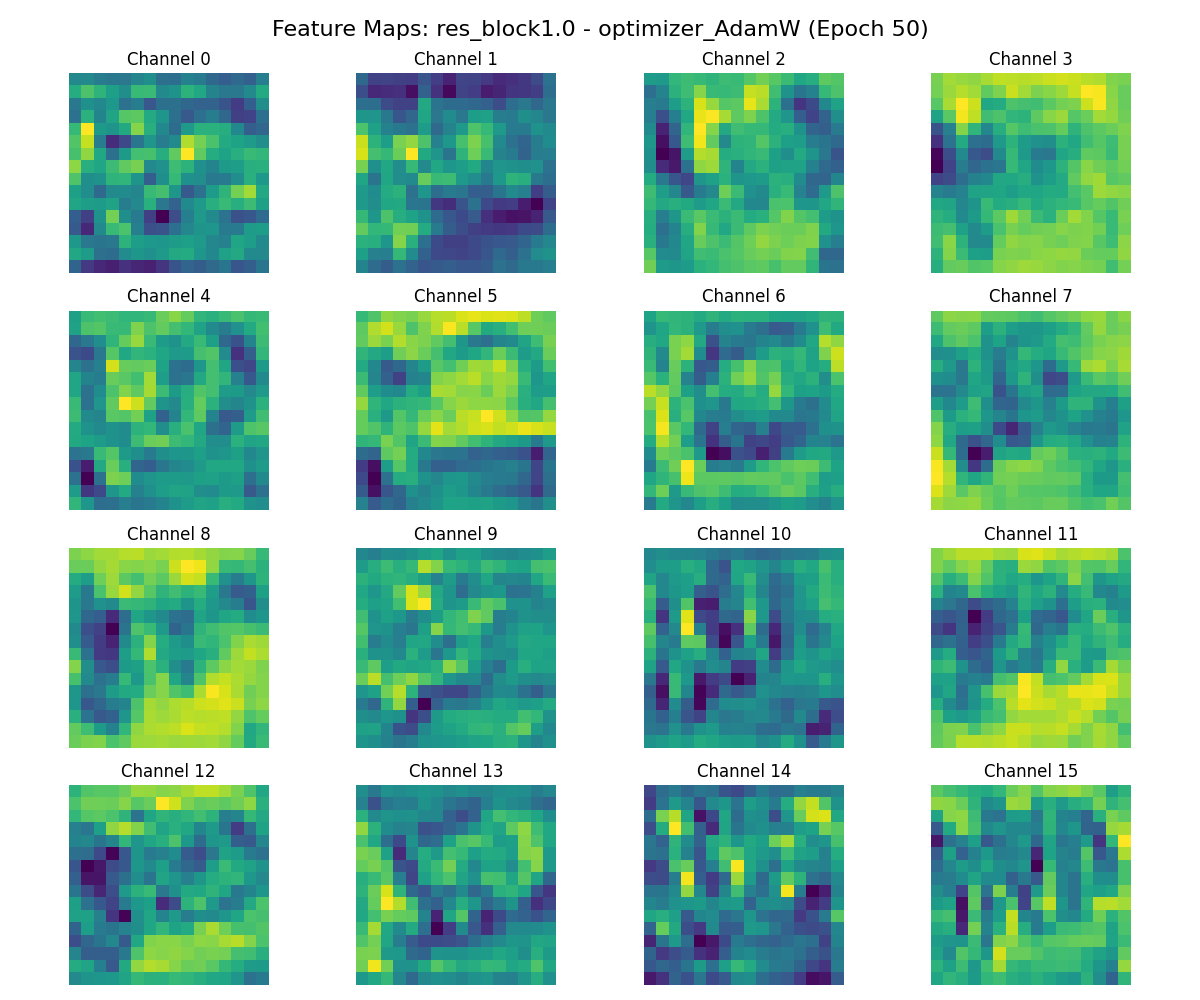 Feature Maps: res_block1.0 - optimizer_AdamW (Epoch 50)
Channel 0
Channel 1
Channel 2
Channel 3
Channel 4
Channel 5
Channel 6
Channel 7
Channel 8
Channel 9
Channel 10
Channel 11
Channel 12
Channel 13
Channel 14
Channel 15